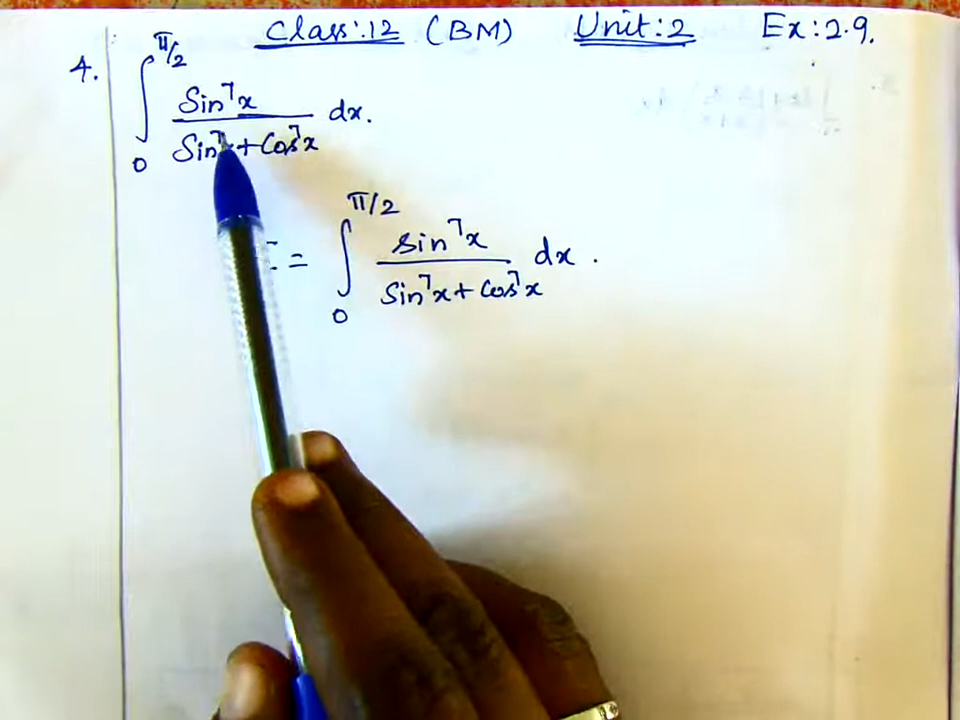 Class:12 (BM) Unit:2 Ex:2.9.
4. ∫₀^{π/2} Sin⁷x / Sin⁷x + Cos⁷x dx.
= ∫₀^{π/2} Sin⁷x / Sin⁷x + Cos⁷x dx.